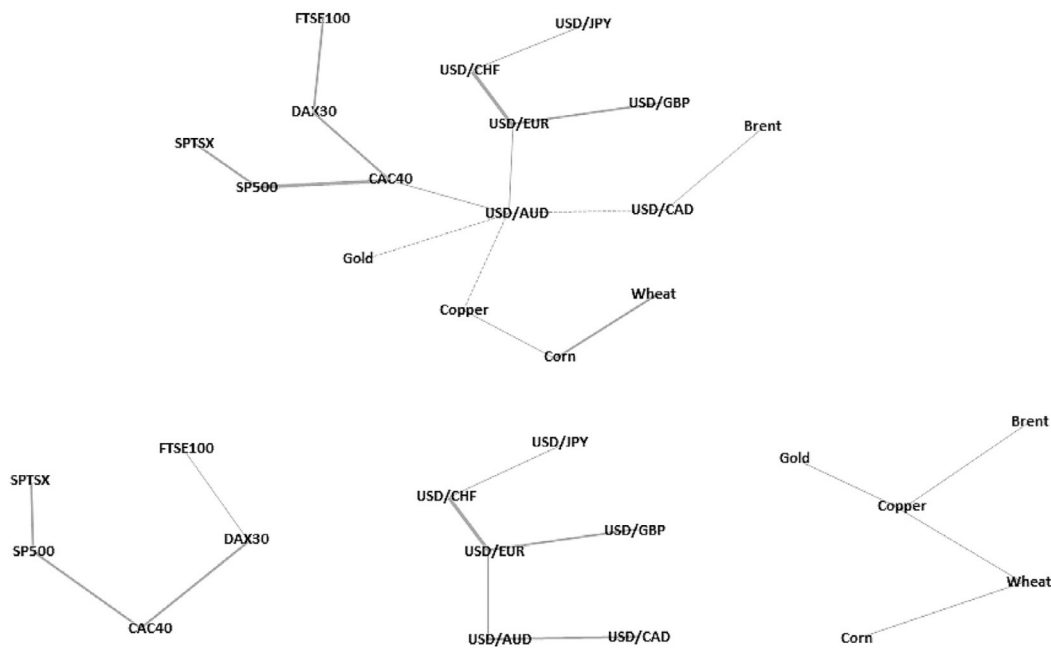 FTSE100
USD/JPY
USD/CHF
USD/GBP
DAX30
USD/EUR
Brent
SPTSX
CAC40
SP500
USD/AUD
USD/CAD
Gold
Wheat
Copper
Corn
FTSE100
SPTSX
DAX30
SP500
CAC40
USD/JPY
USD/CHF
USD/GBP
USD/EUR
USD/AUD
USD/CAD
Brent
Gold
Copper
Wheat
Corn